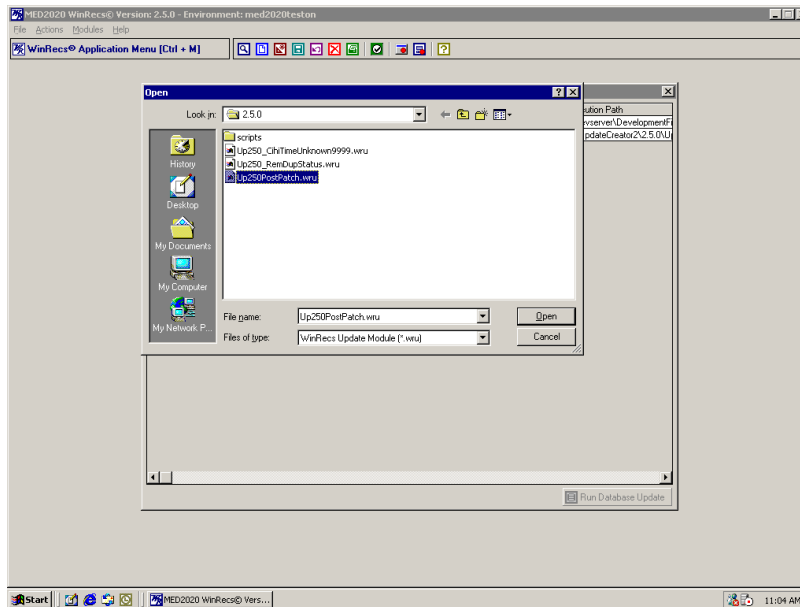 MED2020 WinRecs© Version: 2.5.0 - Environment: med2020teston
File Actions Modules Help
WinRecs® Application Menu [Ctrl + M]
Open
Look in: 2.5.0
History
Desktop
My Documents
My Computer
My Network P...
scripts
Up250_CihiTimeUnknown9999.wru
Up250_RemDupStatus.wru
Up250PostPatch.wru
File name: Up250PostPatch.wru
Open
Files of type: WinRecs Update Module (*.wru)
Cancel
ution Path
vserver\DevelopmentFi
pdateCreator2\2.5.0\U
Run Database Update
Start
MED2020 WinRecs© Vers...
11:04 AM